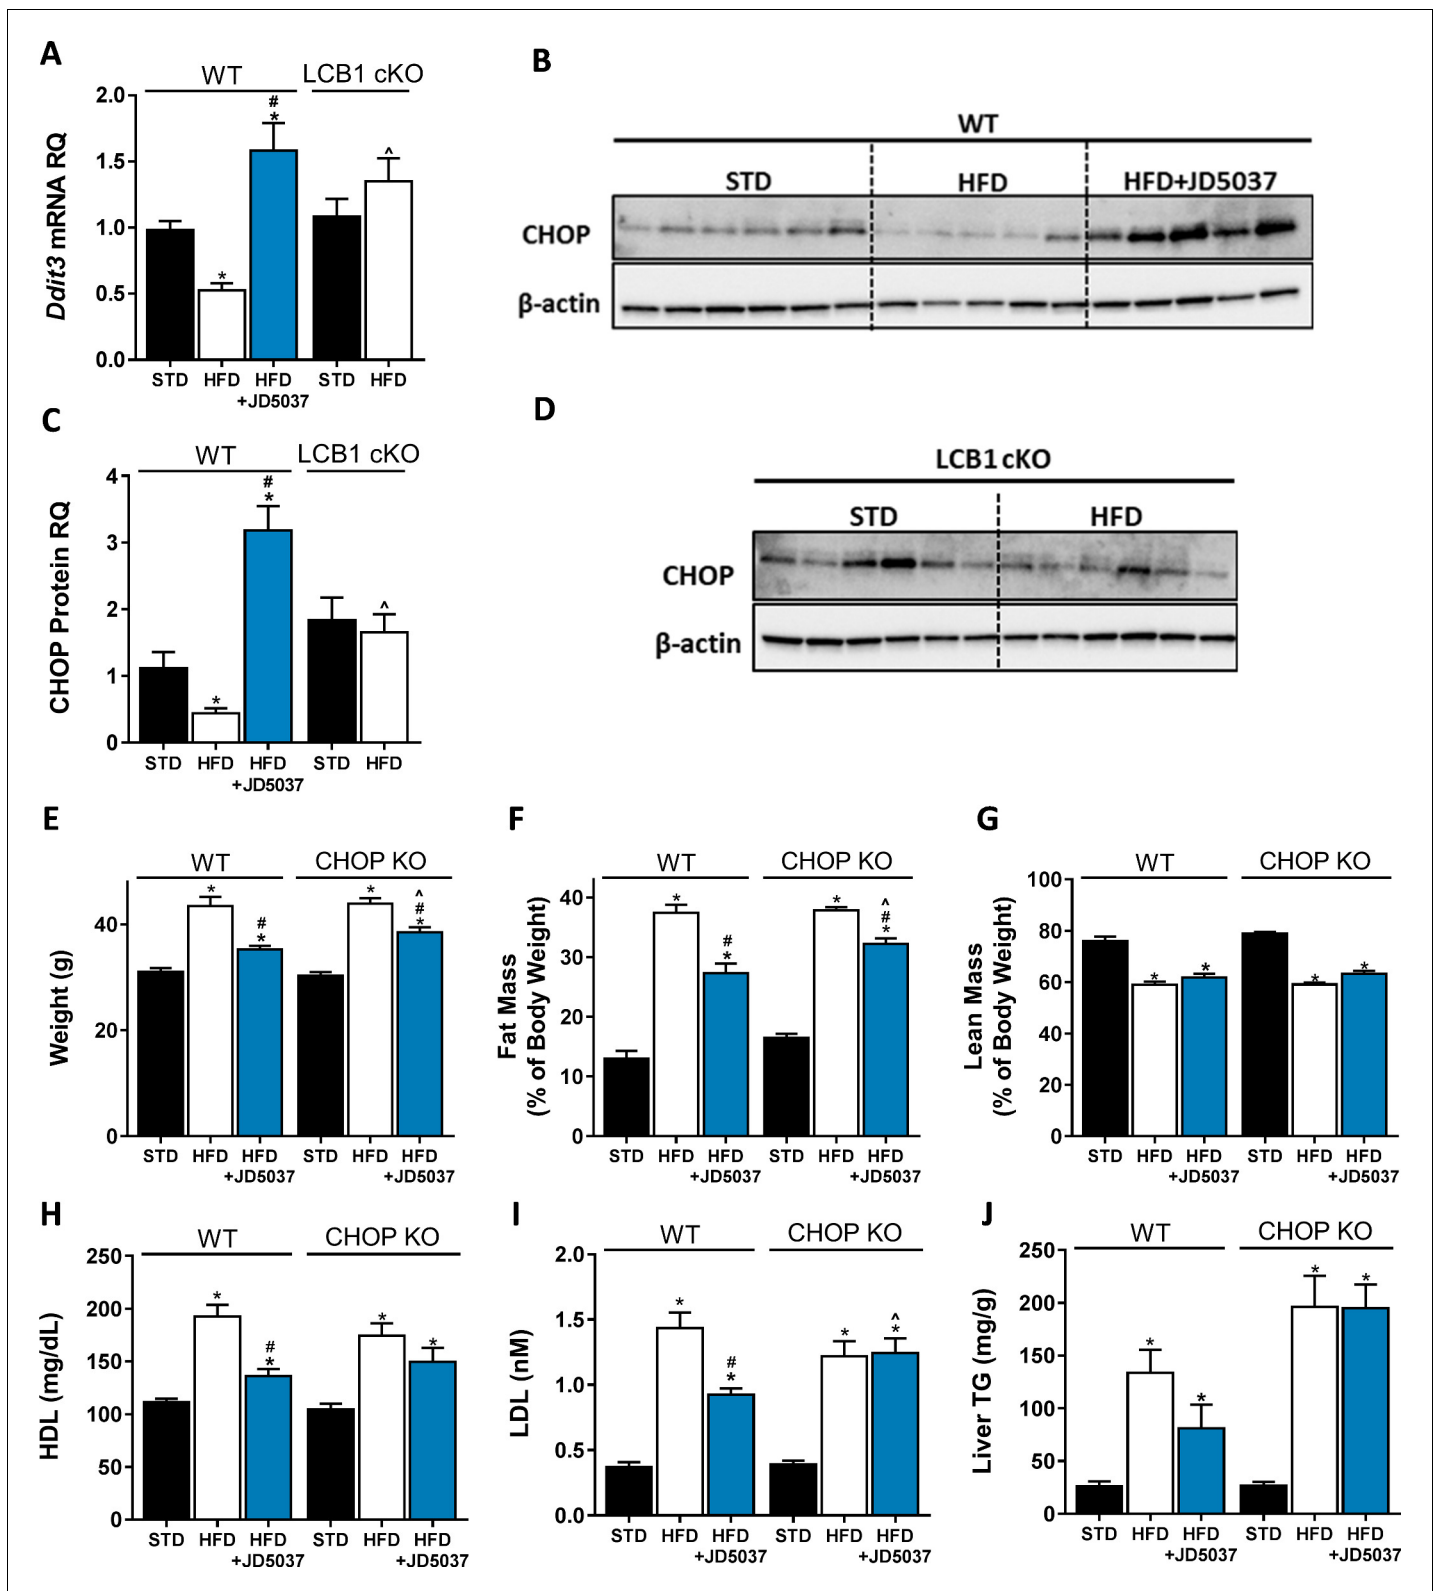 A
WT
LCB1 cKO
Ddit3 mRNA RQ
2.0
1.5
1.0
0.5
0.0
#
*
*
^
STD
HFD
HFD
+JD5037
STD
HFD
B
WT
STD
HFD
HFD+JD5037
CHOP
β-actin
C
WT
LCB1 cKO
CHOP Protein RQ
4
3
2
1
0
#
*
*
^
STD
HFD
HFD
+JD5037
STD
HFD
D
LCB1 cKO
STD
HFD
CHOP
β-actin
E
WT
CHOP KO
Weight (g)
40
20
0
*
#
*
*
^
#
*
STD
HFD
HFD
+JD5037
STD
HFD
HFD
+JD5037
F
WT
CHOP KO
Fat Mass
(% of Body Weight)
40
30
20
10
0
*
#
*
*
^
#
*
STD
HFD
HFD
+JD5037
STD
HFD
HFD
+JD5037
G
WT
CHOP KO
Lean Mass
(% of Body Weight)
100
80
60
40
20
0
*
*
*
*
STD
HFD
HFD
+JD5037
STD
HFD
HFD
+JD5037
H
WT
CHOP KO
HDL (mg/dL)
250
200
150
100
50
0
*
#
*
*
*
STD
HFD
HFD
+JD5037
STD
HFD
HFD
+JD5037
I
WT
CHOP KO
LDL (nM)
2.0
1.5
1.0
0.5
0.0
*
#
*
*
^
*
STD
HFD
HFD
+JD5037
STD
HFD
HFD
+JD5037
J
WT
CHOP KO
Liver TG (mg/g)
250
200
150
100
50
0
*
*
*
*
STD
HFD
HFD
+JD5037
STD
HFD
HFD
+JD5037